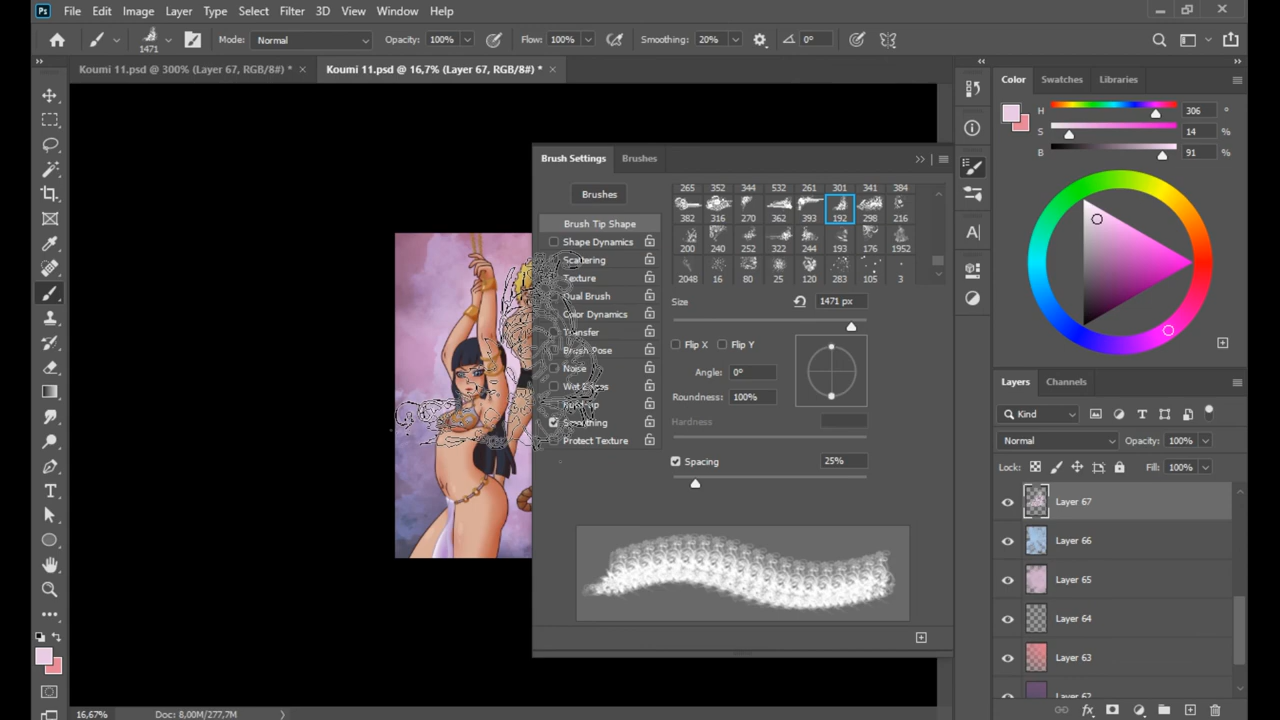 Ps File Edit Image Layer Type Select Filter 3D View Window Help
1471 Mode: Normal Opacity: 100% Flow: 100% Smoothing: 20% 0°
Koumi 11.psd @ 300% (Layer 67, RGB/8#) * × Koumi 11.psd @ 16,7% (Layer 67, RGB/8#) * ×
Brush Settings Brushes
Brushes
Brush Tip Shape
Shape Dynamics
Scattering
Texture
Dual Brush
Color Dynamics
Transfer
Brush Pose
Noise
Wet Edges
Build-up
Smoothing
Protect Texture
265 352 344 532 261 301 341 384
382 316 270 362 393 192 298 216
200 240 252 322 244 193 176 1952
2048 16 80 25 120 283 105 3
Size 1471 px
Flip X Flip Y
Angle: 0°
Roundness: 100%
Hardness
Spacing 25%
Color Swatches Libraries
H 306 °
S 14 %
B 91 %
Layers Channels
Kind
Normal Opacity: 100%
Lock: Fill: 100%
Layer 67
Layer 66
Layer 65
Layer 64
Layer 63
Layer 62
16,67% Doc: 8,00M/277,7M